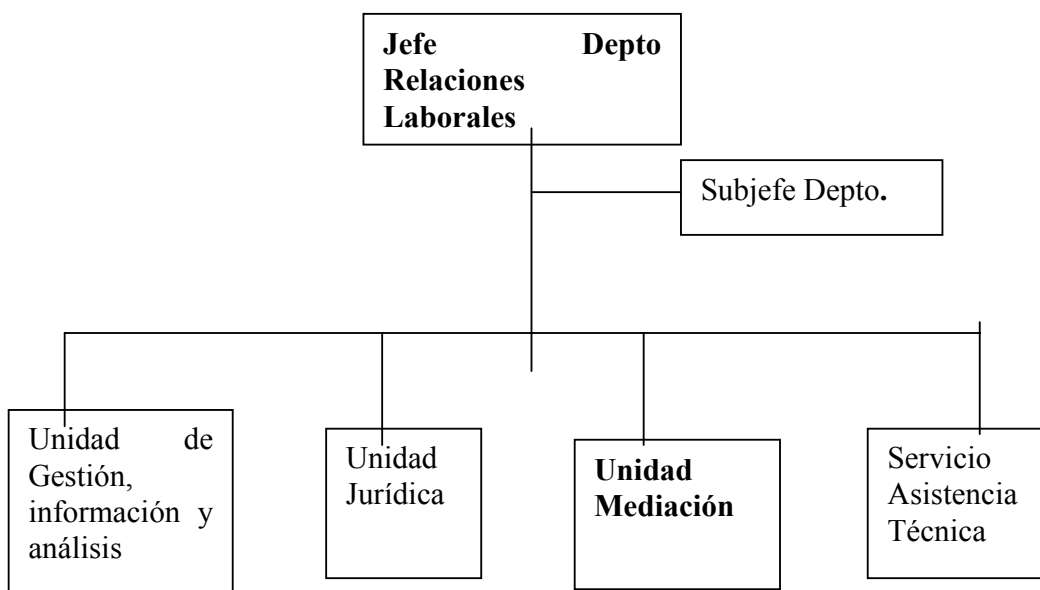 Jefe Depto
Relaciones
Laborales
Subjefe Depto.
Unidad de
Gestión,
información y
análisis
Unidad
Jurídica
Unidad
Mediación
Servicio
Asistencia
Técnica